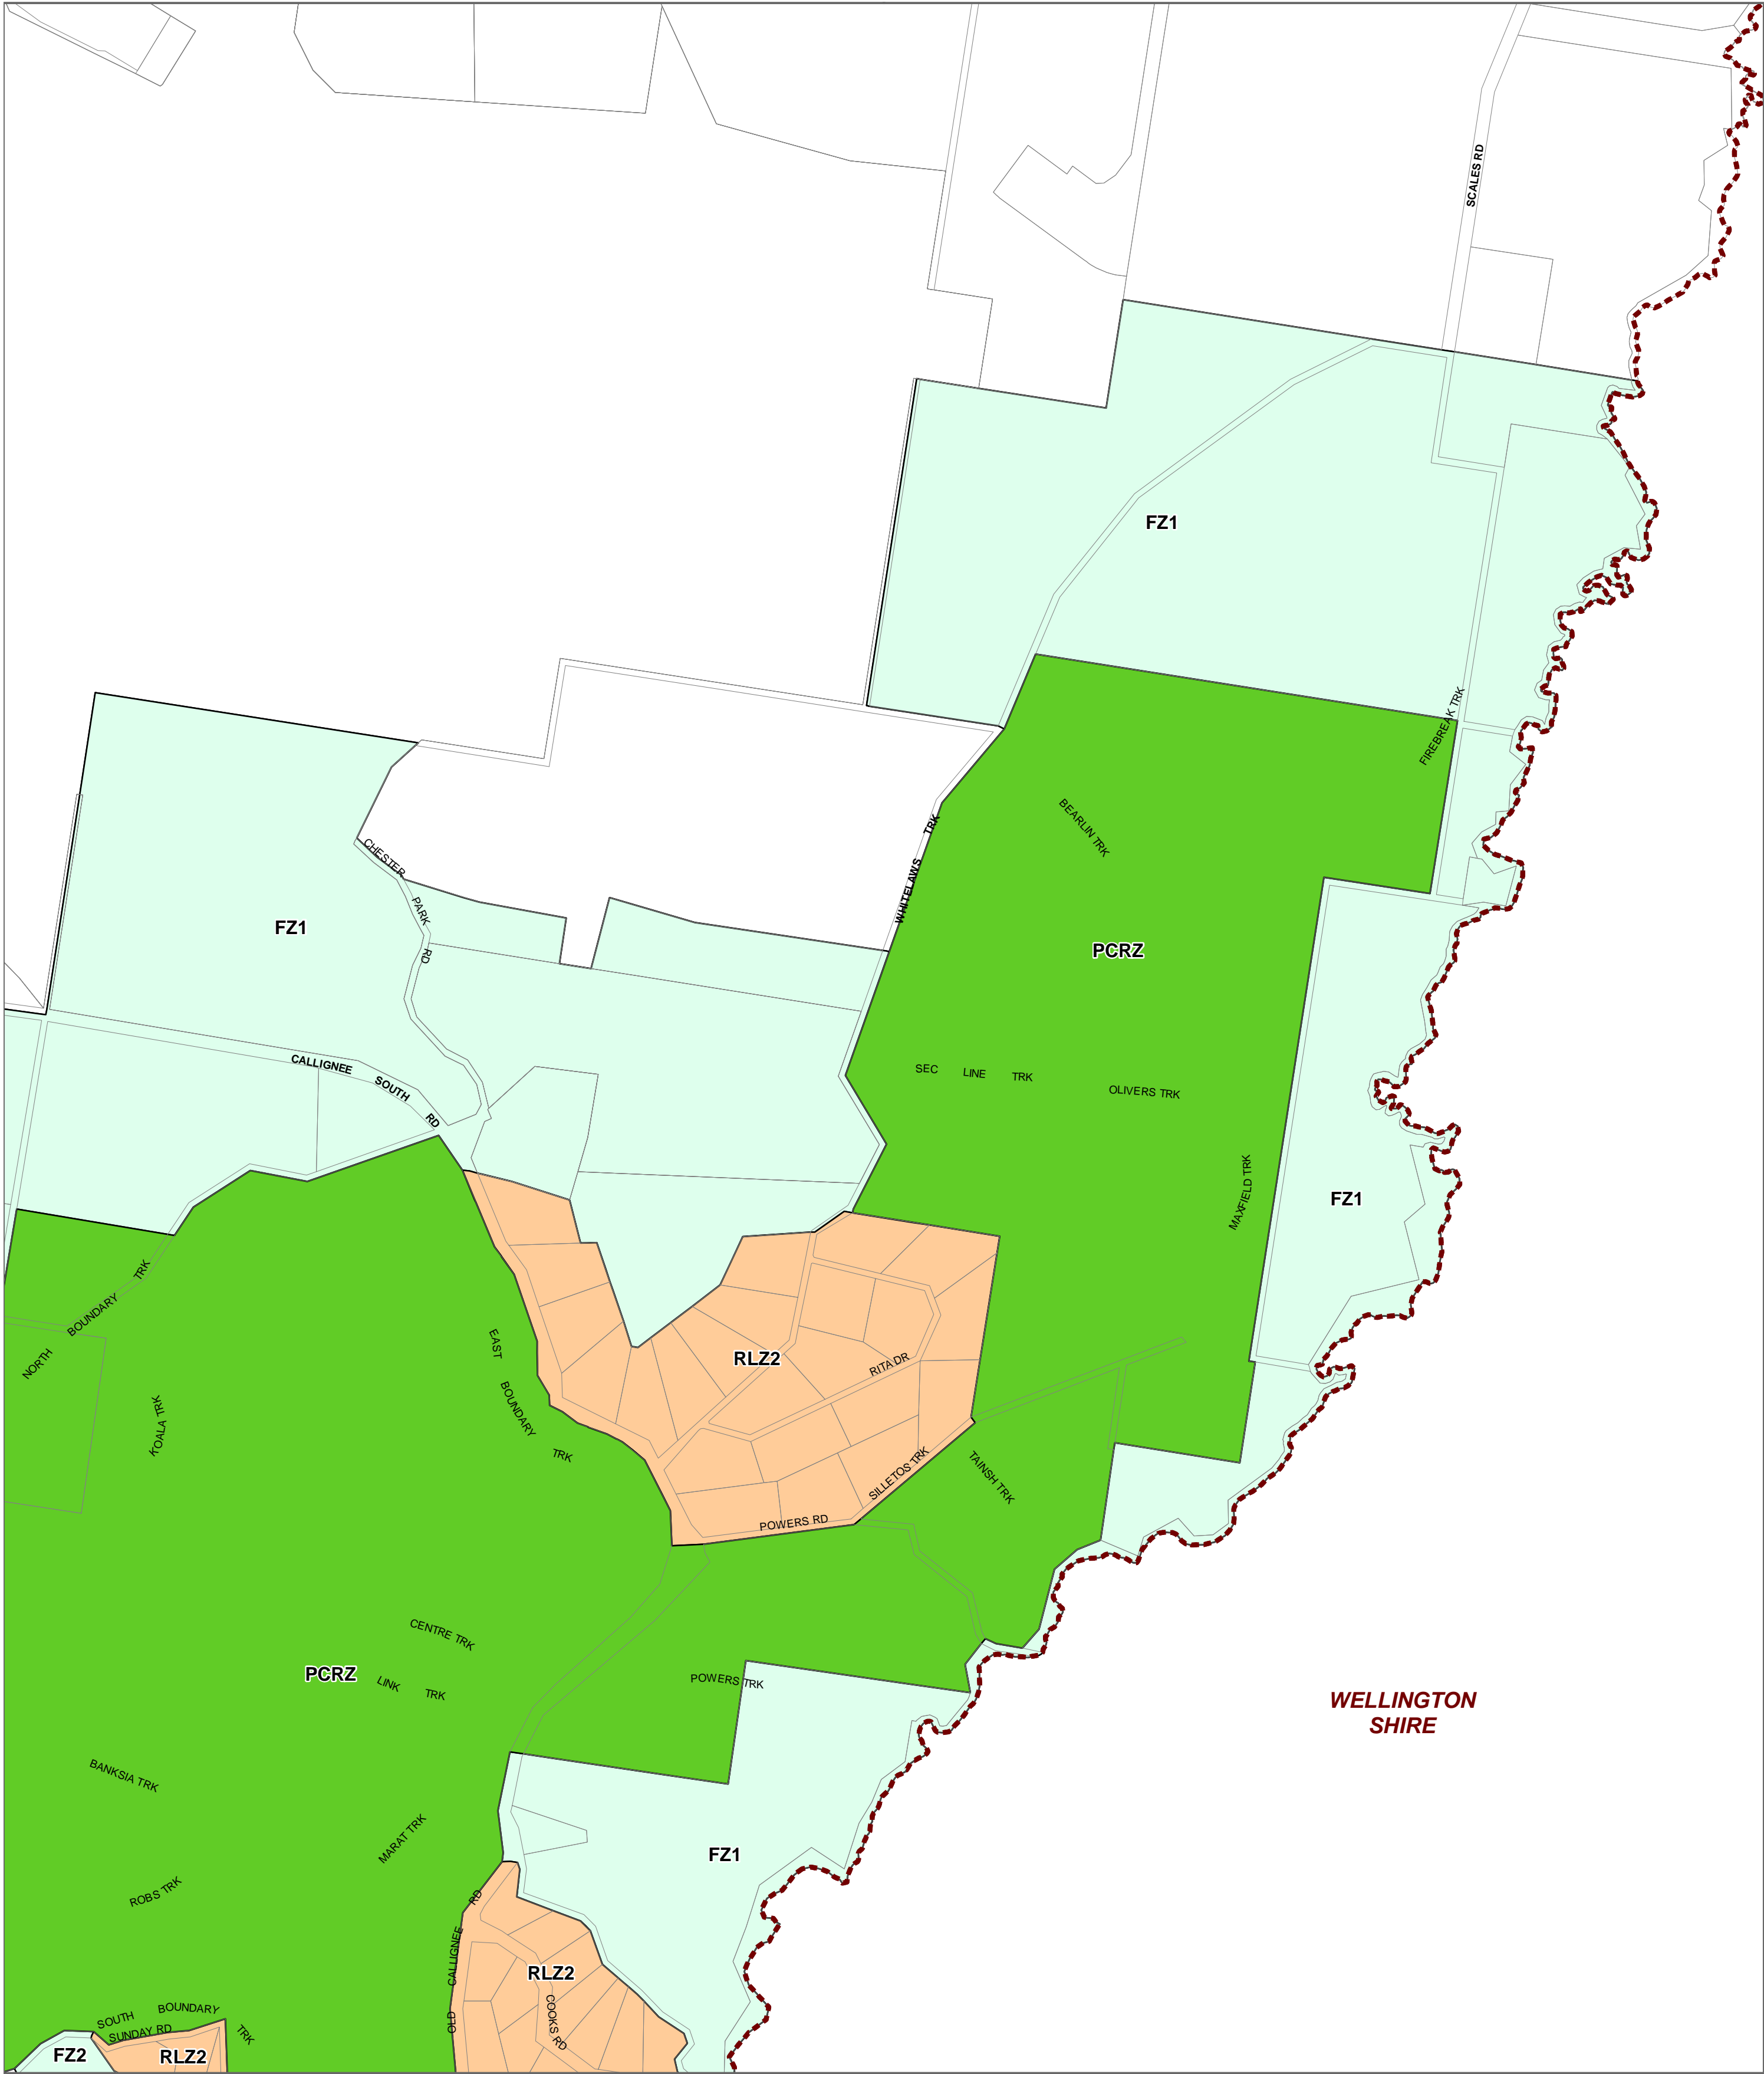 SCALES RD
FZ1
FIREBREAK TRK
BEARLIN TRK
WHITELAWS TRK
CHESTER PARK RD
FZ1
PCRZ
CALLIGNEE SOUTH RD
SEC LINE TRK
OLIVERS TRK
MAXFIELD TRK
FZ1
NORTH BOUNDARY TRK
KOALA TRK
EAST BOUNDARY TRK
RLZ2
RITA DR
SILLETOS TRK
TAINSH TRK
POWERS RD
CENTRE TRK
PCRZ
LINK TRK
POWERS TRK
WELLINGTON
SHIRE
BANKSIA TRK
MARAT TRK
FZ1
ROBS TRK
OLD CALLIGNEE RD
RLZ2
COOKS RD
SOUTH BOUNDARY TRK
SUNDAY RD
FZ2
RLZ2